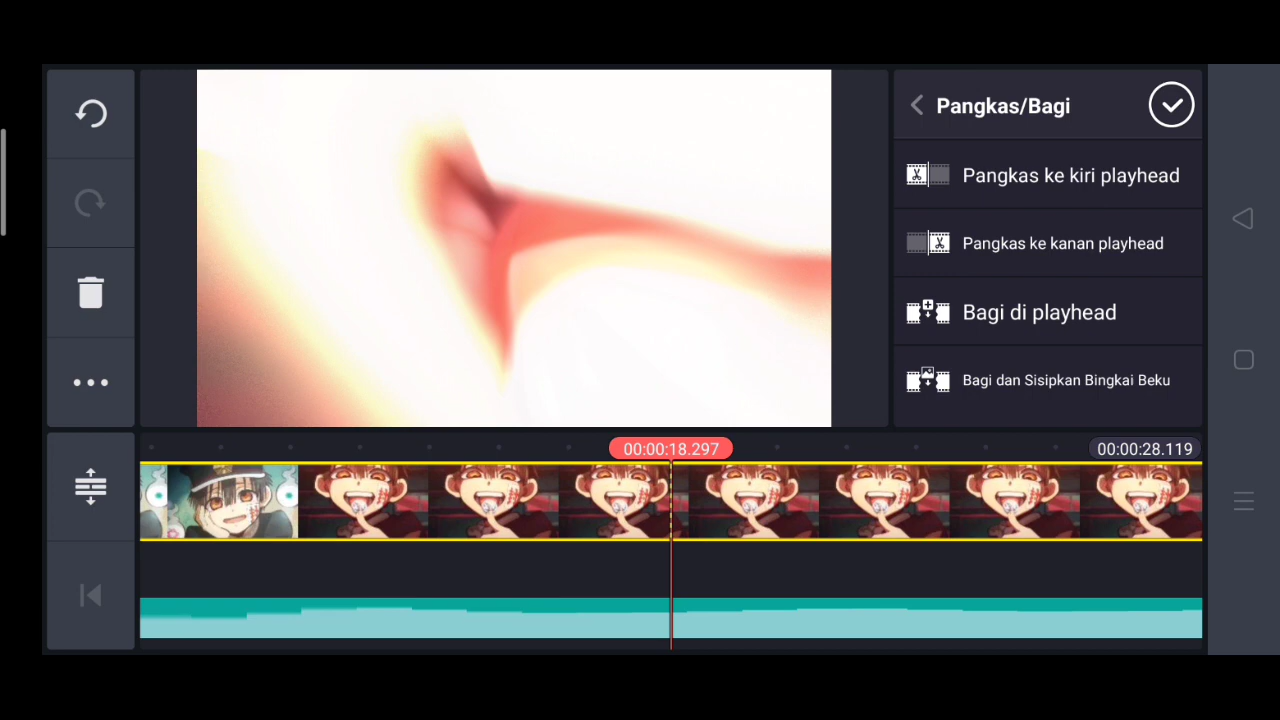 Pangkas/Bagi
Pangkas ke kiri playhead
Pangkas ke kanan playhead
Bagi di playhead
Bagi dan Sisipkan Bingkai Beku
00:00:18.297
00:00:28.119